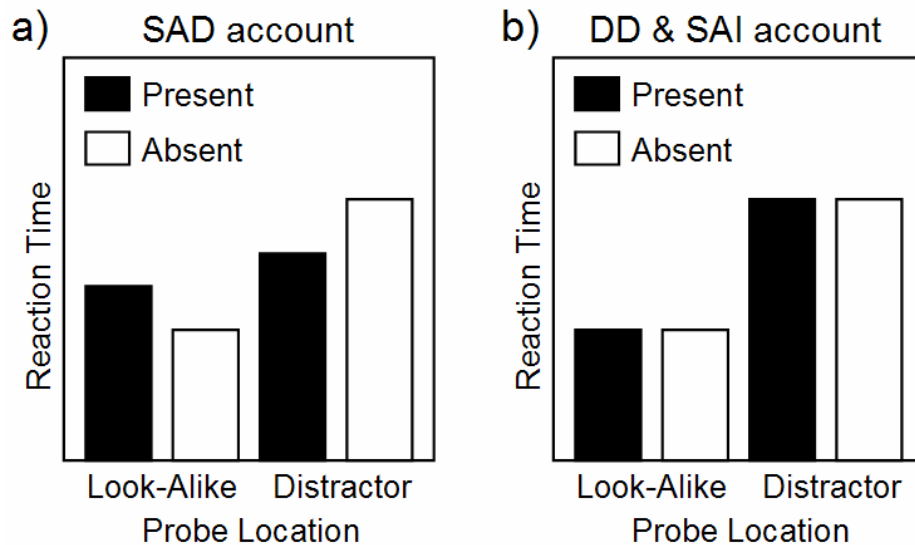 a) SAD account
Present
Absent
Reaction Time
Look-Alike Distractor
Probe Location
b) DD & SAI account
Present
Absent
Reaction Time
Look-Alike Distractor
Probe Location